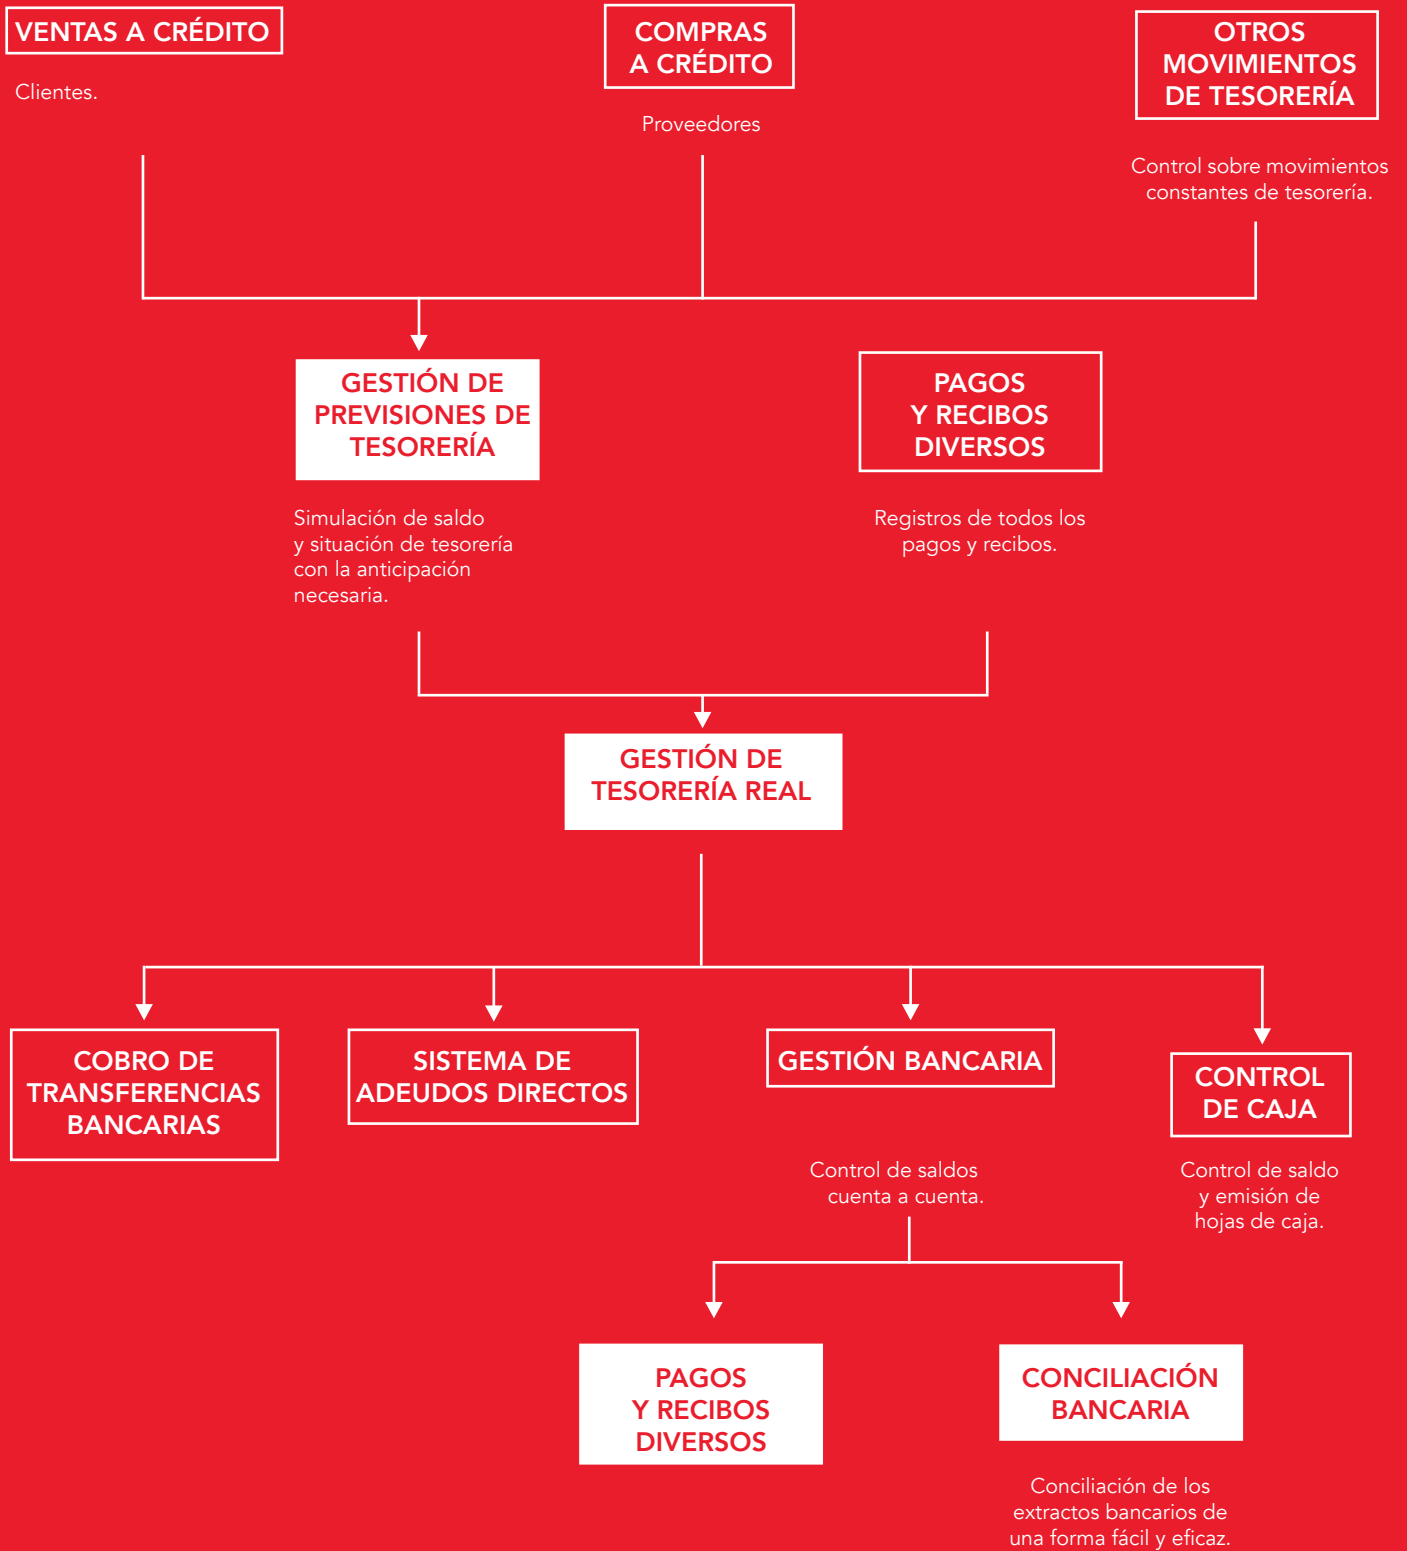 VENTAS A CRÉDITO
Clientes.
COMPRAS
A CRÉDITO
Proveedores
OTROS
MOVIMIENTOS
DE TESORERÍA
Control sobre movimientos
constantes de tesorería.
GESTIÓN DE
PREVISIONES DE
TESORERÍA
Simulación de saldo
y situación de tesorería
con la anticipación
necesaria.
PAGOS
Y RECIBOS
DIVERSOS
Registros de todos los
pagos y recibos.
GESTIÓN DE
TESORERÍA REAL
COBRO DE
TRANSFERENCIAS
BANCARIAS
SISTEMA DE
ADEUDOS DIRECTOS
GESTIÓN BANCARIA
Control de saldos
cuenta a cuenta.
CONTROL
DE CAJA
Control de saldo
y emisión de
hojas de caja.
PAGOS
Y RECIBOS
DIVERSOS
CONCILIACIÓN
BANCARIA
Conciliación de los
extractos bancarios de
una forma fácil y eficaz.